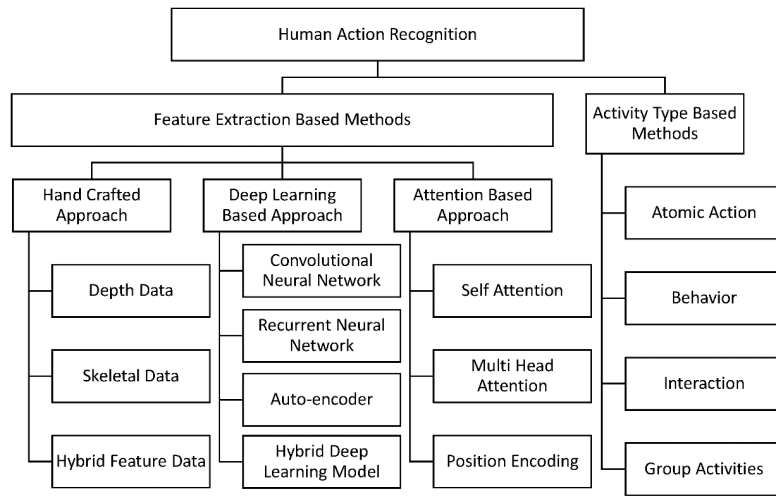 Human Action Recognition
Feature Extraction Based Methods
Activity Type Based
Methods
Hand Crafted
Approach
Deep Learning
Based Approach
Attention Based
Approach
Depth Data
Skeletal Data
Hybrid Feature Data
Convolutional
Neural Network
Recurrent Neural
Network
Auto-encoder
Hybrid Deep
Learning Model
Self Attention
Multi Head
Attention
Position Encoding
Atomic Action
Behavior
Interaction
Group Activities